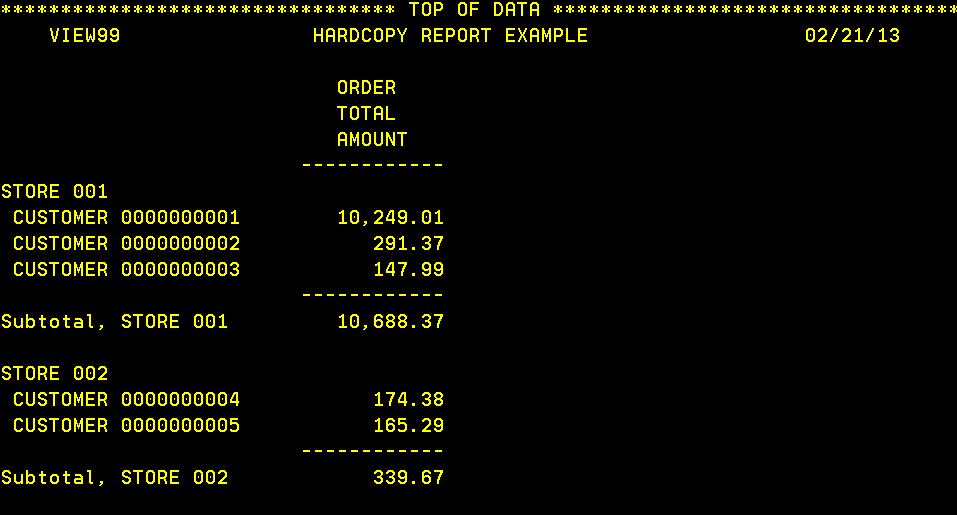 ********************************* TOP OF DATA **********************************
VIEW99 HARDCOPY REPORT EXAMPLE 02/21/13
ORDER
TOTAL
AMOUNT
------------
STORE 001
CUSTOMER 0000000001 10,249.01
CUSTOMER 0000000002 291.37
CUSTOMER 0000000003 147.99
------------
Subtotal, STORE 001 10,688.37
STORE 002
CUSTOMER 0000000004 174.38
CUSTOMER 0000000005 165.29
------------
Subtotal, STORE 002 339.67